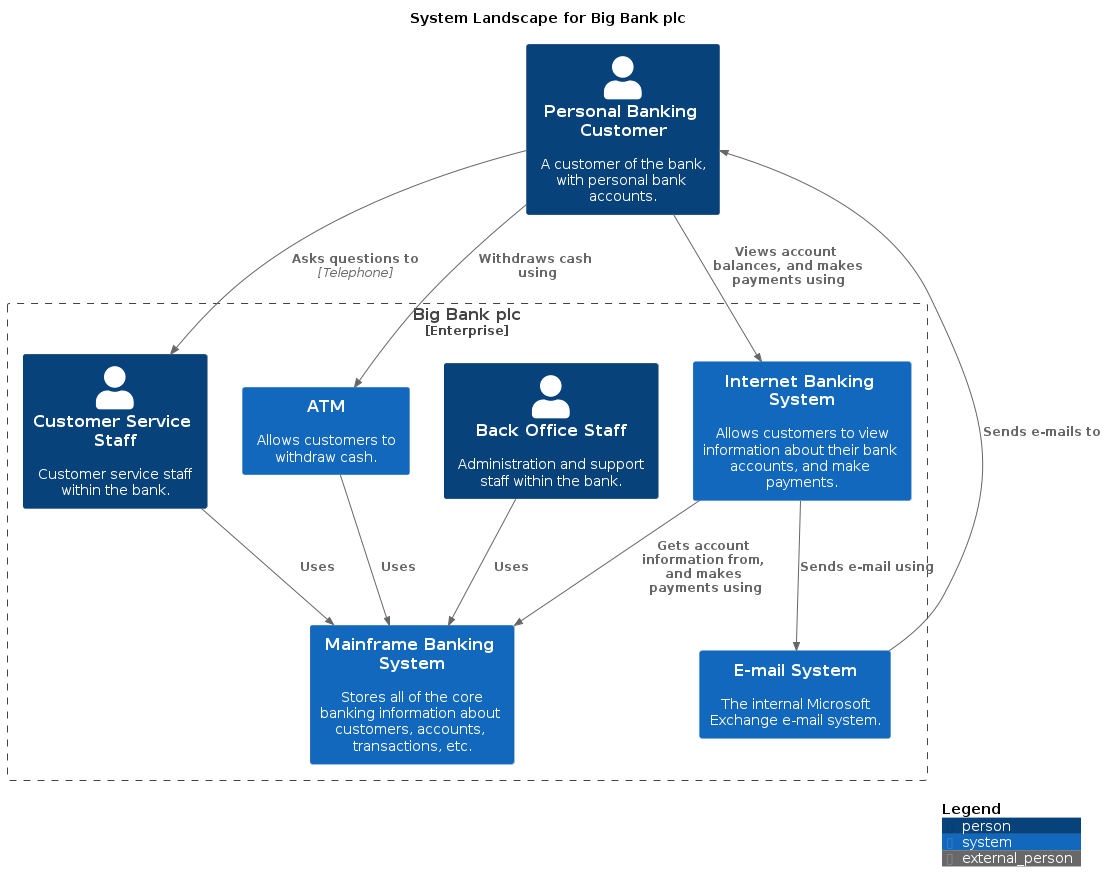 System Landscape for Big Bank plc
Personal Banking
Customer
A customer of the bank,
with personal bank
accounts.
Asks questions to
[Telephone]
Withdraws cash
using
Views account
balances, and makes
payments using
Big Bank plc
[Enterprise]
Customer Service
Staff
Customer service staff
within the bank.
ATM
Allows customers to
withdraw cash.
Back Office Staff
Administration and support
staff within the bank.
Internet Banking
System
Allows customers to view
information about their bank
accounts, and make
payments.
Sends e-mails to
Uses
Uses
Uses
Gets account
information from,
and makes
payments using
Sends e-mail using
Mainframe Banking
System
Stores all of the core
banking information about
customers, accounts,
transactions, etc.
E-mail System
The internal Microsoft
Exchange e-mail system.
Legend
person
system
external_person